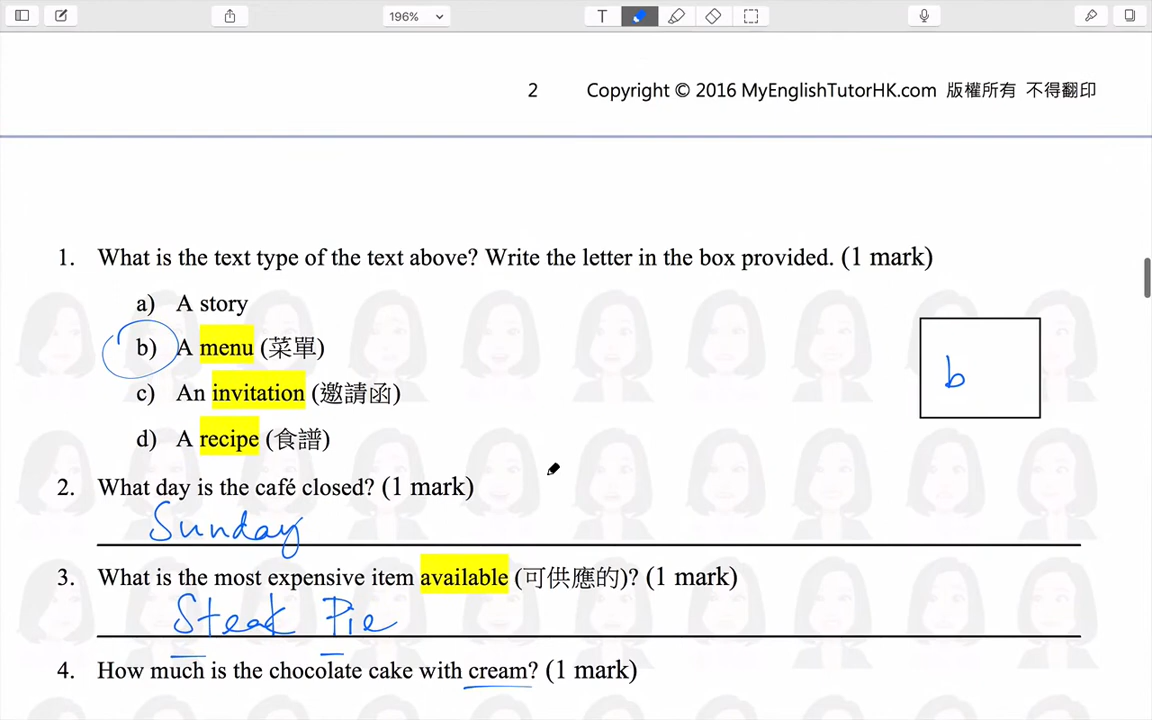 196%
T
2 Copyright © 2016 MyEnglishTutorHK.com 版權所有 不得翻印
1. What is the text type of the text above? Write the letter in the box provided. (1 mark)
a) A story
b) A menu (菜單)
b
c) An invitation (邀請函)
d) A recipe (食譜)
2. What day is the café closed? (1 mark)
Sunday
3. What is the most expensive item available (可供應的)? (1 mark)
Steak Pie
4. How much is the chocolate cake with cream? (1 mark)